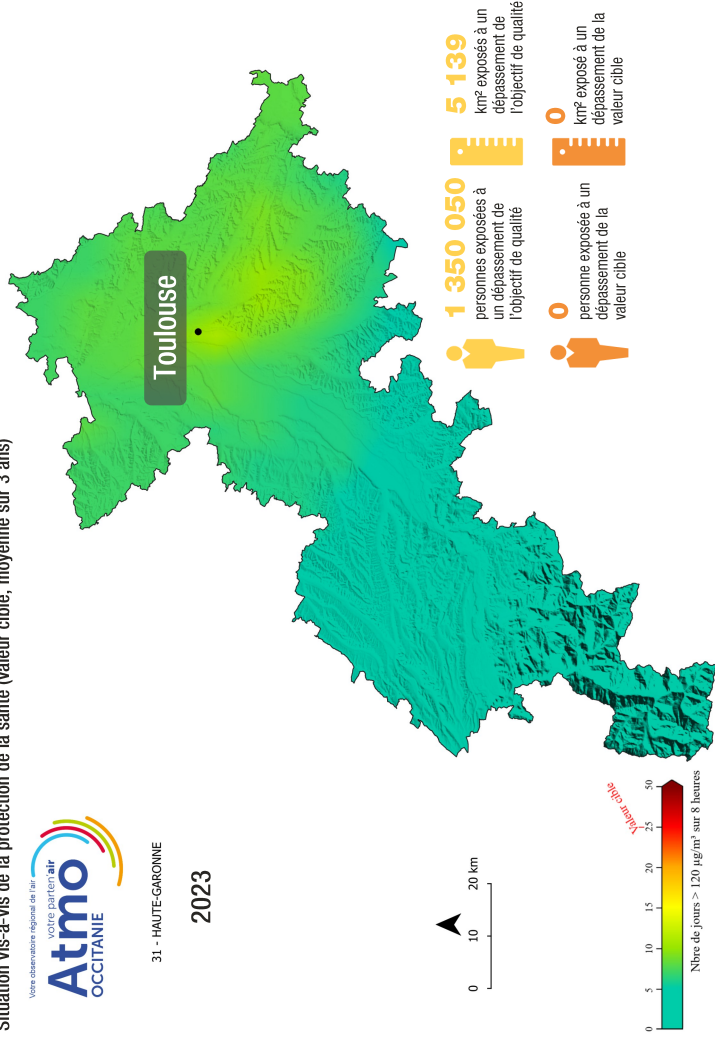 Situation vis-à-vis de la protection de la santé (valeur cible, moyenne sur 3 ans)
Votre observatoire régional de l'air
votre parten'air
Atmo
OCCITANIE
31 - HAUTE-GARONNE
2023
Toulouse
1 350 050
personnes exposées à
un dépassement de
l'objectif de qualité
5 139
km² exposés à un
dépassement de
l'objectif de qualité
0
personne exposée à un
dépassement de la
valeur cible
0
km² exposé à un
dépassement de la
valeur cible
0 10 20 km
Valeur cible
0 5 10 15 20 25 50
Nbre de jours > 120 µg/m³ sur 8 heures